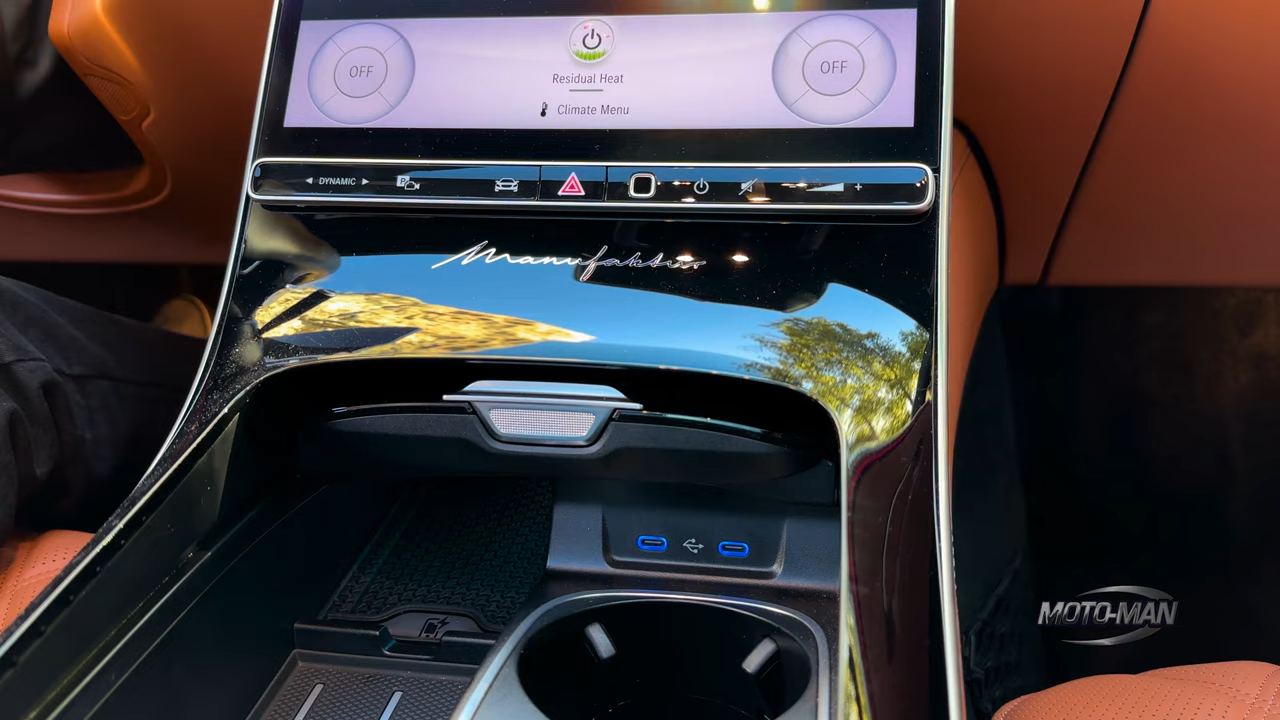 OFF
OFF
Residual Heat
Climate Menu
DYNAMIC
P
Manufaktur
MOTO-MAN